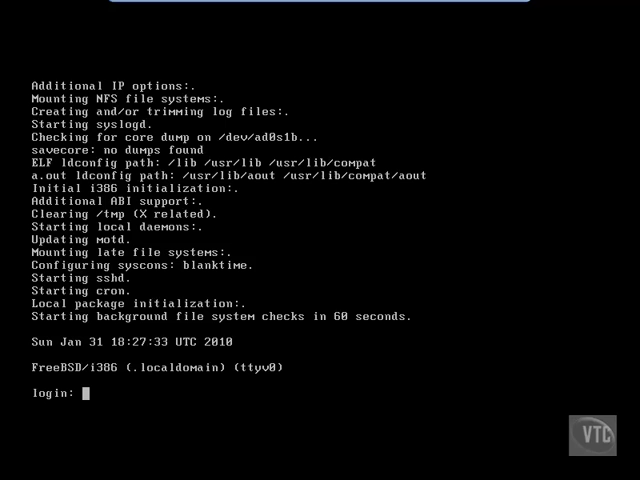 Additional IP options:.
Mounting NFS file systems:.
Creating and/or trimming log files:.
Starting syslogd.
Checking for core dump on /dev/ad0s1b...
savecore: no dumps found
ELF ldconfig path: /lib /usr/lib /usr/lib/compat
a.out ldconfig path: /usr/lib/aout /usr/lib/compat/aout
Initial i386 initialization:.
Additional ABI support:.
Clearing /tmp (X related).
Starting local daemons:.
Updating motd.
Mounting late file systems:.
Configuring syscons: blanktime.
Starting sshd.
Starting cron.
Local package initialization:.
Starting background file system checks in 60 seconds.
Sun Jan 31 18:27:33 UTC 2010
FreeBSD/i386 (.localdomain) (ttyv0)
login:
VTC